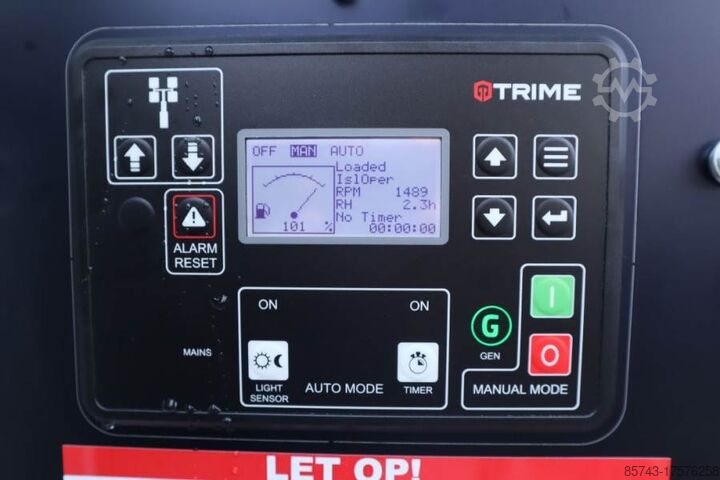 TRIME
OFF MAN AUTO
Loaded
IslOper
RPM 1489
RH 2.3h
No Timer
00:00:00
101 %
ALARM
RESET
ON
ON
I
G
GEN
O
MAINS
LIGHT
SENSOR
AUTO MODE
TIMER
MANUAL MODE
LET OP!
85743-17576258